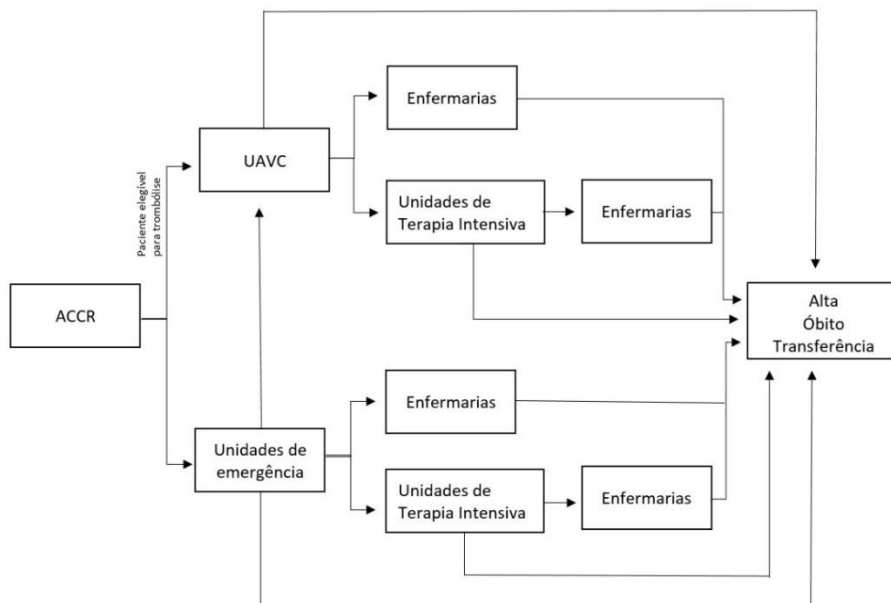 Enfermarias
UAVC
Paciente elegível
para trombólise
Unidades de
Terapia Intensiva
Enfermarias
ACCR
Alta
Óbito
Transferência
Enfermarias
Unidades de
emergência
Unidades de
Terapia Intensiva
Enfermarias